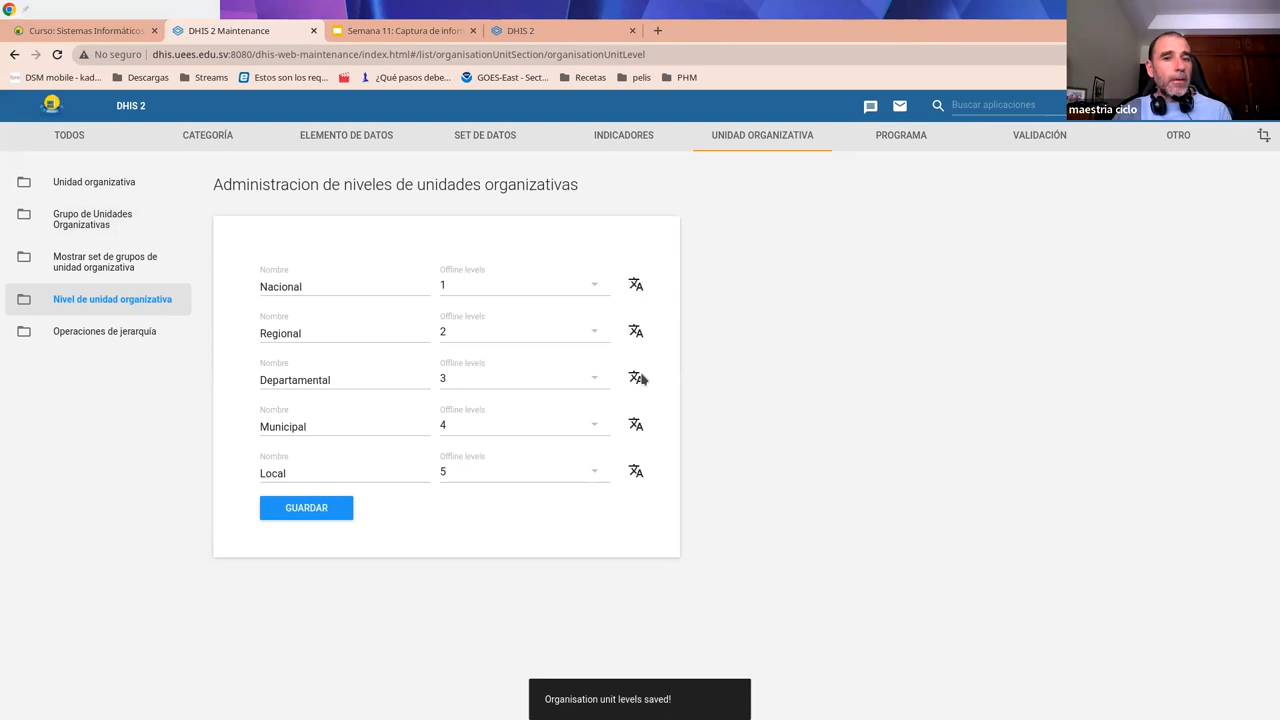 Curso: Sistemas Informáticos
DHIS 2 Maintenance
Semana 11: Captura de infor
DHIS 2
No seguro
dhis.uees.edu.sv:8080/dhis-web-maintenance/index.html#/list/organisationUnitSection/organisationUnitLevel
DSM mobile - kad...
Descargas
Streams
Estos son los req...
¿Qué pasos debe...
GOES-East - Sect...
Recetas
pelis
PHM
maestria ciclo
DHIS 2
Buscar aplicaciones
TODOS
CATEGORÍA
ELEMENTO DE DATOS
SET DE DATOS
INDICADORES
UNIDAD ORGANIZATIVA
PROGRAMA
VALIDACIÓN
OTRO
Unidad organizativa
Grupo de Unidades
Organizativas
Mostrar set de grupos de
unidad organizativa
Nivel de unidad organizativa
Operaciones de jerarquía
Administracion de niveles de unidades organizativas
Nombre
Offline levels
Nacional
1
Nombre
Offline levels
Regional
2
Nombre
Offline levels
Departamental
3
Nombre
Offline levels
Municipal
4
Nombre
Offline levels
Local
5
GUARDAR
Organisation unit levels saved!